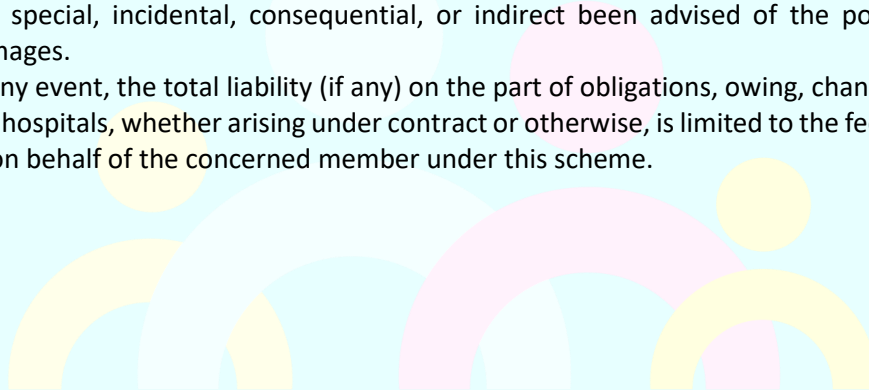 special, incidental, consequential, or indirect been advised of the po
nages.
ny event, the total liability (if any) on the part of obligations, owing, chan
hospitals, whether arising under contract or otherwise, is limited to the fe
on behalf of the concerned member under this scheme.